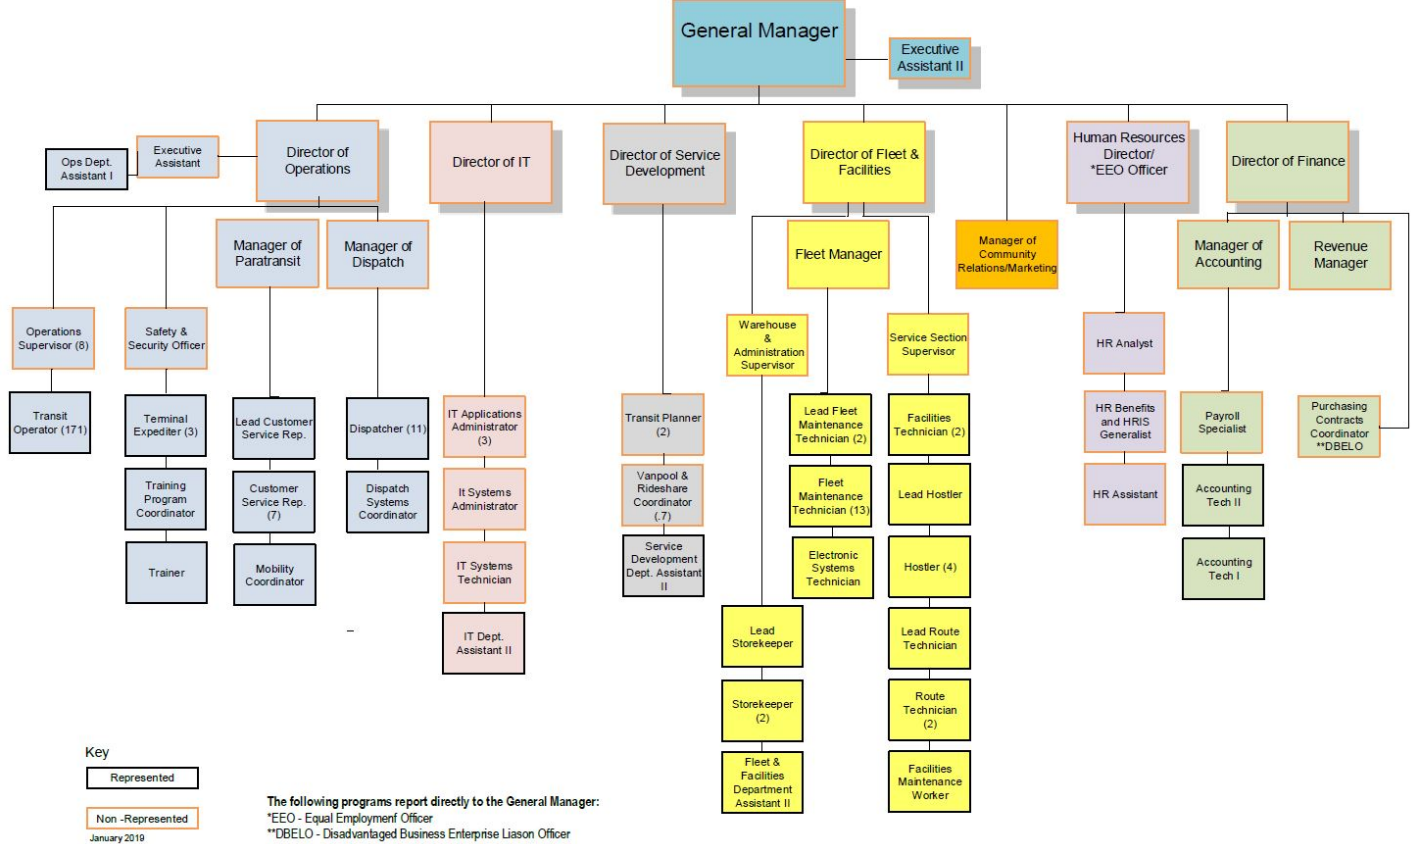 General Manager
Executive
Assistant II
Ops Dept.
Assistant I
Executive
Assistant
Director of
Operations
Director of IT
Director of Service
Development
Director of Fleet &
Facilities
Human Resources
Director/
*EEO Officer
Director of Finance
Manager of
Paratransit
Manager of
Dispatch
Fleet Manager
Manager of
Community
Relations/Marketing
Manager of
Accounting
Revenue
Manager
Operations
Supervisor (8)
Safety &
Security Officer
Warehouse
&
Administration
Supervisor
Service Section
Supervisor
HR Analyst
Transit
Operator (171)
Terminal
Expediter (3)
Lead Customer
Service Rep.
Dispatcher (11)
IT Applications
Administrator
(3)
Transit Planner
(2)
Lead Fleet
Maintenance
Technician (2)
Facilities
Technician (2)
HR Benefits
and HRIS
Generalist
Payroll
Specialist
Purchasing
Contracts
Coordinator
**DBELO
Training
Program
Coordinator
Customer
Service Rep.
(7)
Dispatch
Systems
Coordinator
It Systems
Administrator
Vanpool &
Rideshare
Coordinator
(.7)
Fleet
Maintenance
Technician (13)
Lead Hostler
HR Assistant
Accounting
Tech II
Trainer
Mobility
Coordinator
IT Systems
Technician
Service
Development
Dept. Assistant
II
Electronic
Systems
Technician
Hostler (4)
Accounting
Tech I
IT Dept.
Assistant II
Lead
Storekeeper
Lead Route
Technician
Storekeeper
(2)
Route
Technician
(2)
Fleet &
Facilities
Department
Assistant II
Facilities
Maintenance
Worker
Key
Represented
Non -Represented
January 2019
The following programs report directly to the General Manager:
*EEO - Equal Employment Officer
**DBELO - Disadvantaged Business Enterprise Liason Officer